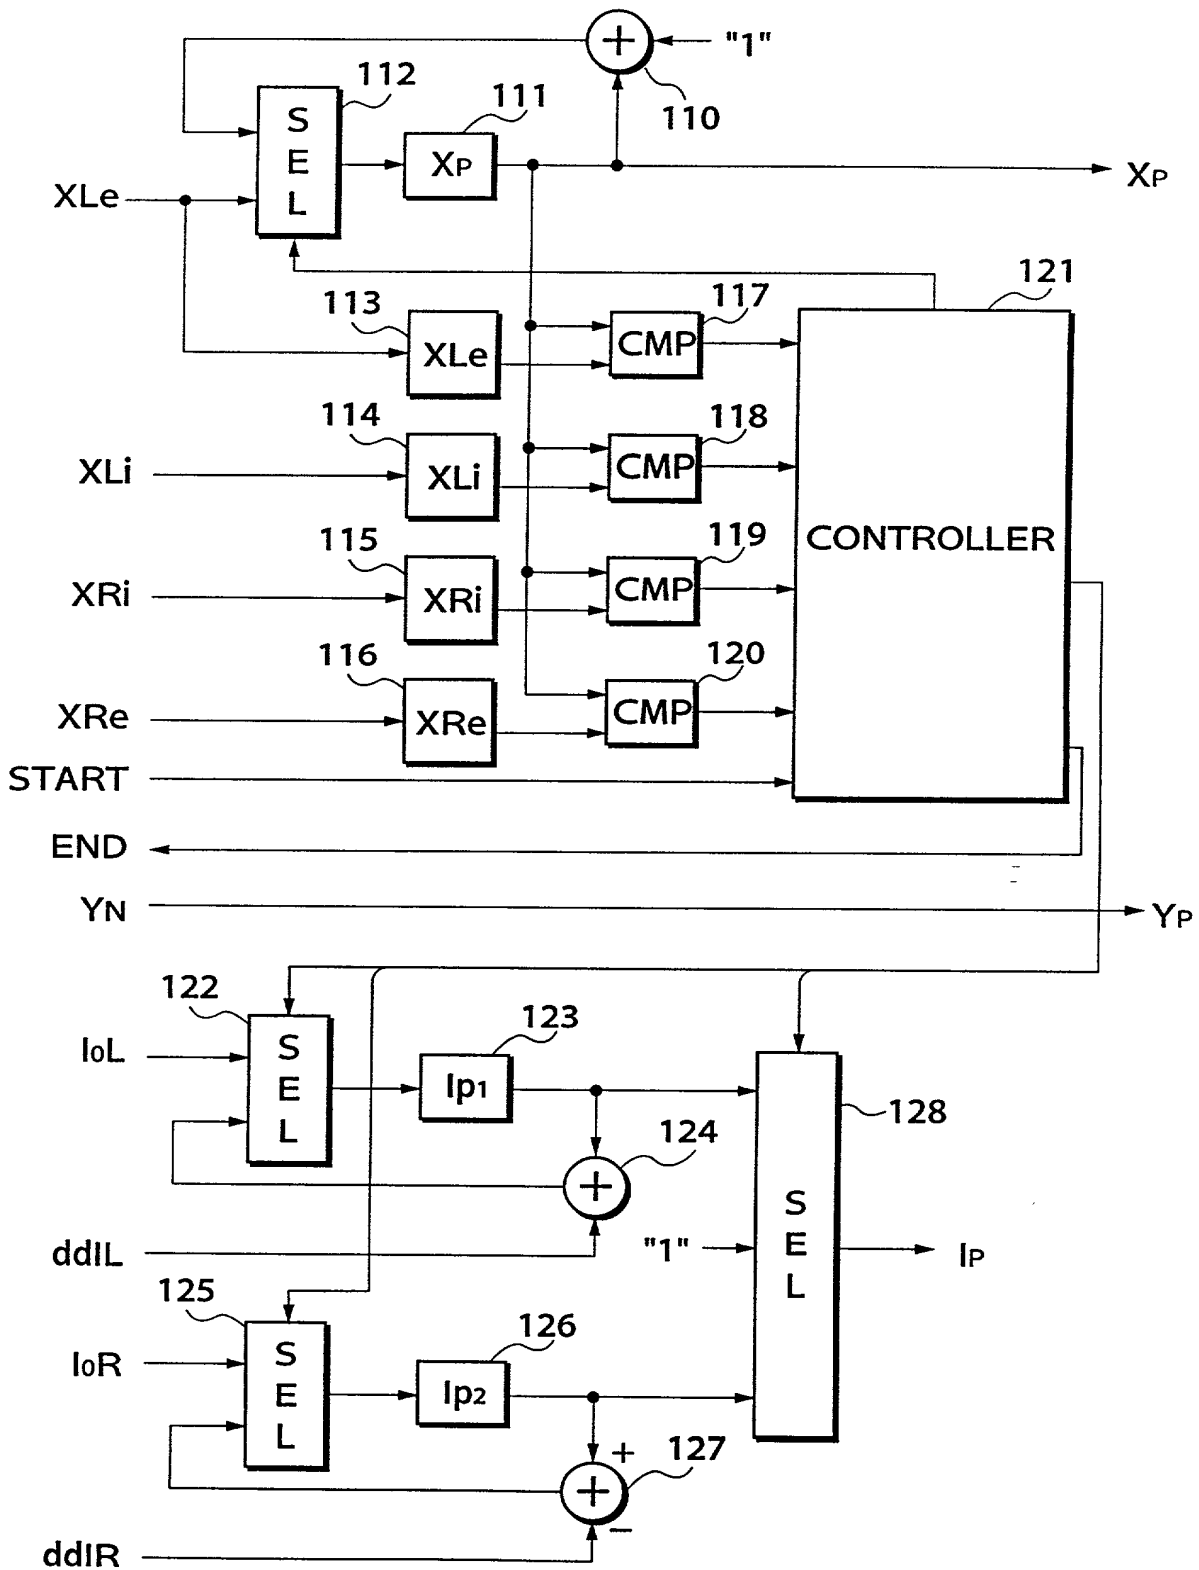 "1"
110
112
S
E
L
111
XP
XP
XLe
121
113
XLe
117
CMP
114
XLi
118
CMP
XLi
CONTROLLER
115
XRi
119
CMP
XRi
116
XRe
120
CMP
XRe
START
END
YN
YP
122
S
E
L
I0L
123
Ip1
128
124
S
E
L
"1"
IP
ddIL
125
S
E
L
126
Ip2
I0R
+
127
−
ddIR